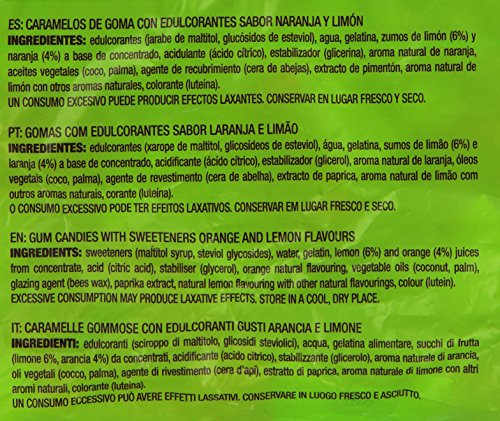 ES: CARAMELOS DE GOMA CON EDULCORANTES SABOR NARANJA Y LIMÓN
INGREDIENTES: edulcorantes (jarabe de maltitol, glucósidos de esteviol), agua, gelatina, zumos de limón (6%) y
naranja (4%) a base de concentrado, acidulante (ácido cítrico), estabilizador (glicerina), aroma natural de naranja,
aceites vegetales (coco, palma), agente de recubrimiento (cera de abejas), extracto de pimentón, aroma natural de
limón con otros aromas naturales, colorante (luteína).
UN CONSUMO EXCESIVO PUEDE PRODUCIR EFECTOS LAXANTES. CONSERVAR EN LUGAR FRESCO Y SECO.
PT: GOMAS COM EDULCORANTES SABOR LARANJA E LIMÃO
INGREDIENTES: edulcorantes (xarope de maltitol, glicosídeos de esteviol), água, gelatina, sumos de limão (6%) e
laranja (4%) a base de concentrado, acidificante (ácido cítrico), estabilizador (glicerol), aroma natural de laranja, óleos
vegetais (coco, palma), agente de revestimento (cera de abelha), extracto de paprica, aroma natural de limão com
outros aromas naturais, corante (luteína).
O CONSUMO EXCESSIVO PODE TER EFEITOS LAXATIVOS. CONSERVAR EM LUGAR FRESCO E SECO.
EN: GUM CANDIES WITH SWEETENERS ORANGE AND LEMON FLAVOURS
INGREDIENTS: sweeteners (maltitol syrup, steviol glycosides), water, gelatin, lemon (6%) and orange (4%) juices
from concentrate, acid (citric acid), stabiliser (glycerol), orange natural flavouring, vegetable oils (coconut, palm),
glazing agent (bees wax), paprika extract, natural lemon flavouring with other natural flavourings, colour (lutein).
EXCESSIVE CONSUMPTION MAY PRODUCE LAXATIVE EFFECTS. STORE IN A COOL, DRY PLACE.
IT: CARAMELLE GOMMOSE CON EDULCORANTI GUSTI ARANCIA E LIMONE
INGREDIENTI: edulcoranti (sciroppo di maltitolo, glicosidi steviolici), acqua, gelatina alimentare, succhi di frutta
(limone 6%, arancia 4%) da concentrati, acidificante (acido citrico), stabilizzante (glicerolo), aroma naturale di arancia,
oli vegetali (cocco, palma), agente di rivestimento (cera d'api), estratto di paprica, aroma naturale di limone con altri
aromi naturali, colorante (luteina).
UN CONSUMO ECCESSIVO PUÒ AVERE EFFETTI LASSATIVI. CONSERVARE IN LUOGO FRESCO E ASCIUTTO.